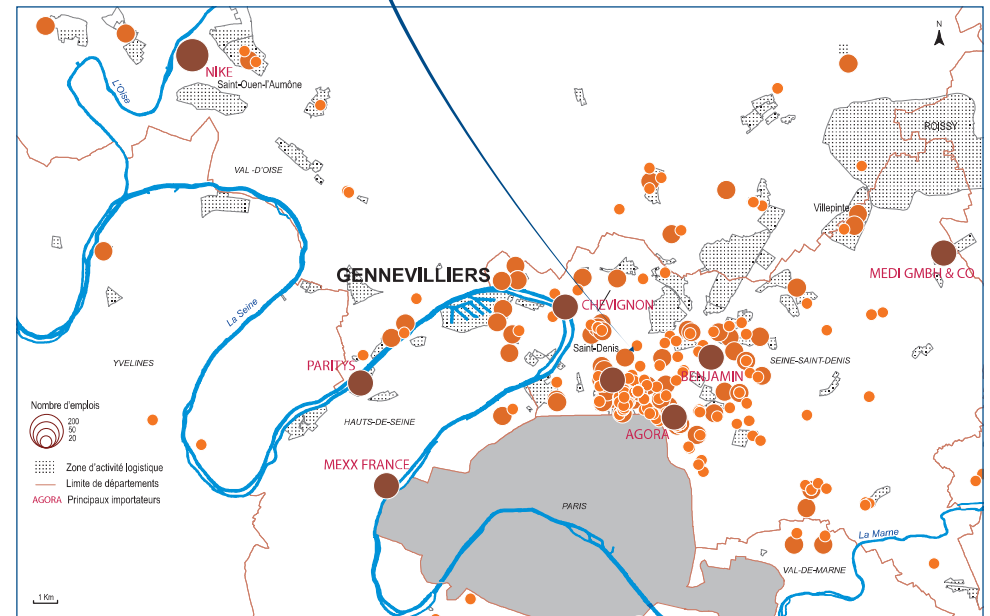 N
NIKE
Saint-Ouen-l'Aumône
L'Oise
ROISSY
VAL-D'OISE
Villepinte
MEDI GMBH & CO
GENNEVILLIERS
CHEVIGNON
La Seine
Saint-Denis
SEINE-SAINT-DENIS
YVELINES
PARITYS
BENJAMIN
HAUTS-DE-SEINE
AGORA
MEXX FRANCE
PARIS
La Marne
VAL-DE-MARNE
Nombre d'emplois
200
50
20
Zone d'activité logistique
Limite de départements
AGORA Principaux importateurs
1 Km